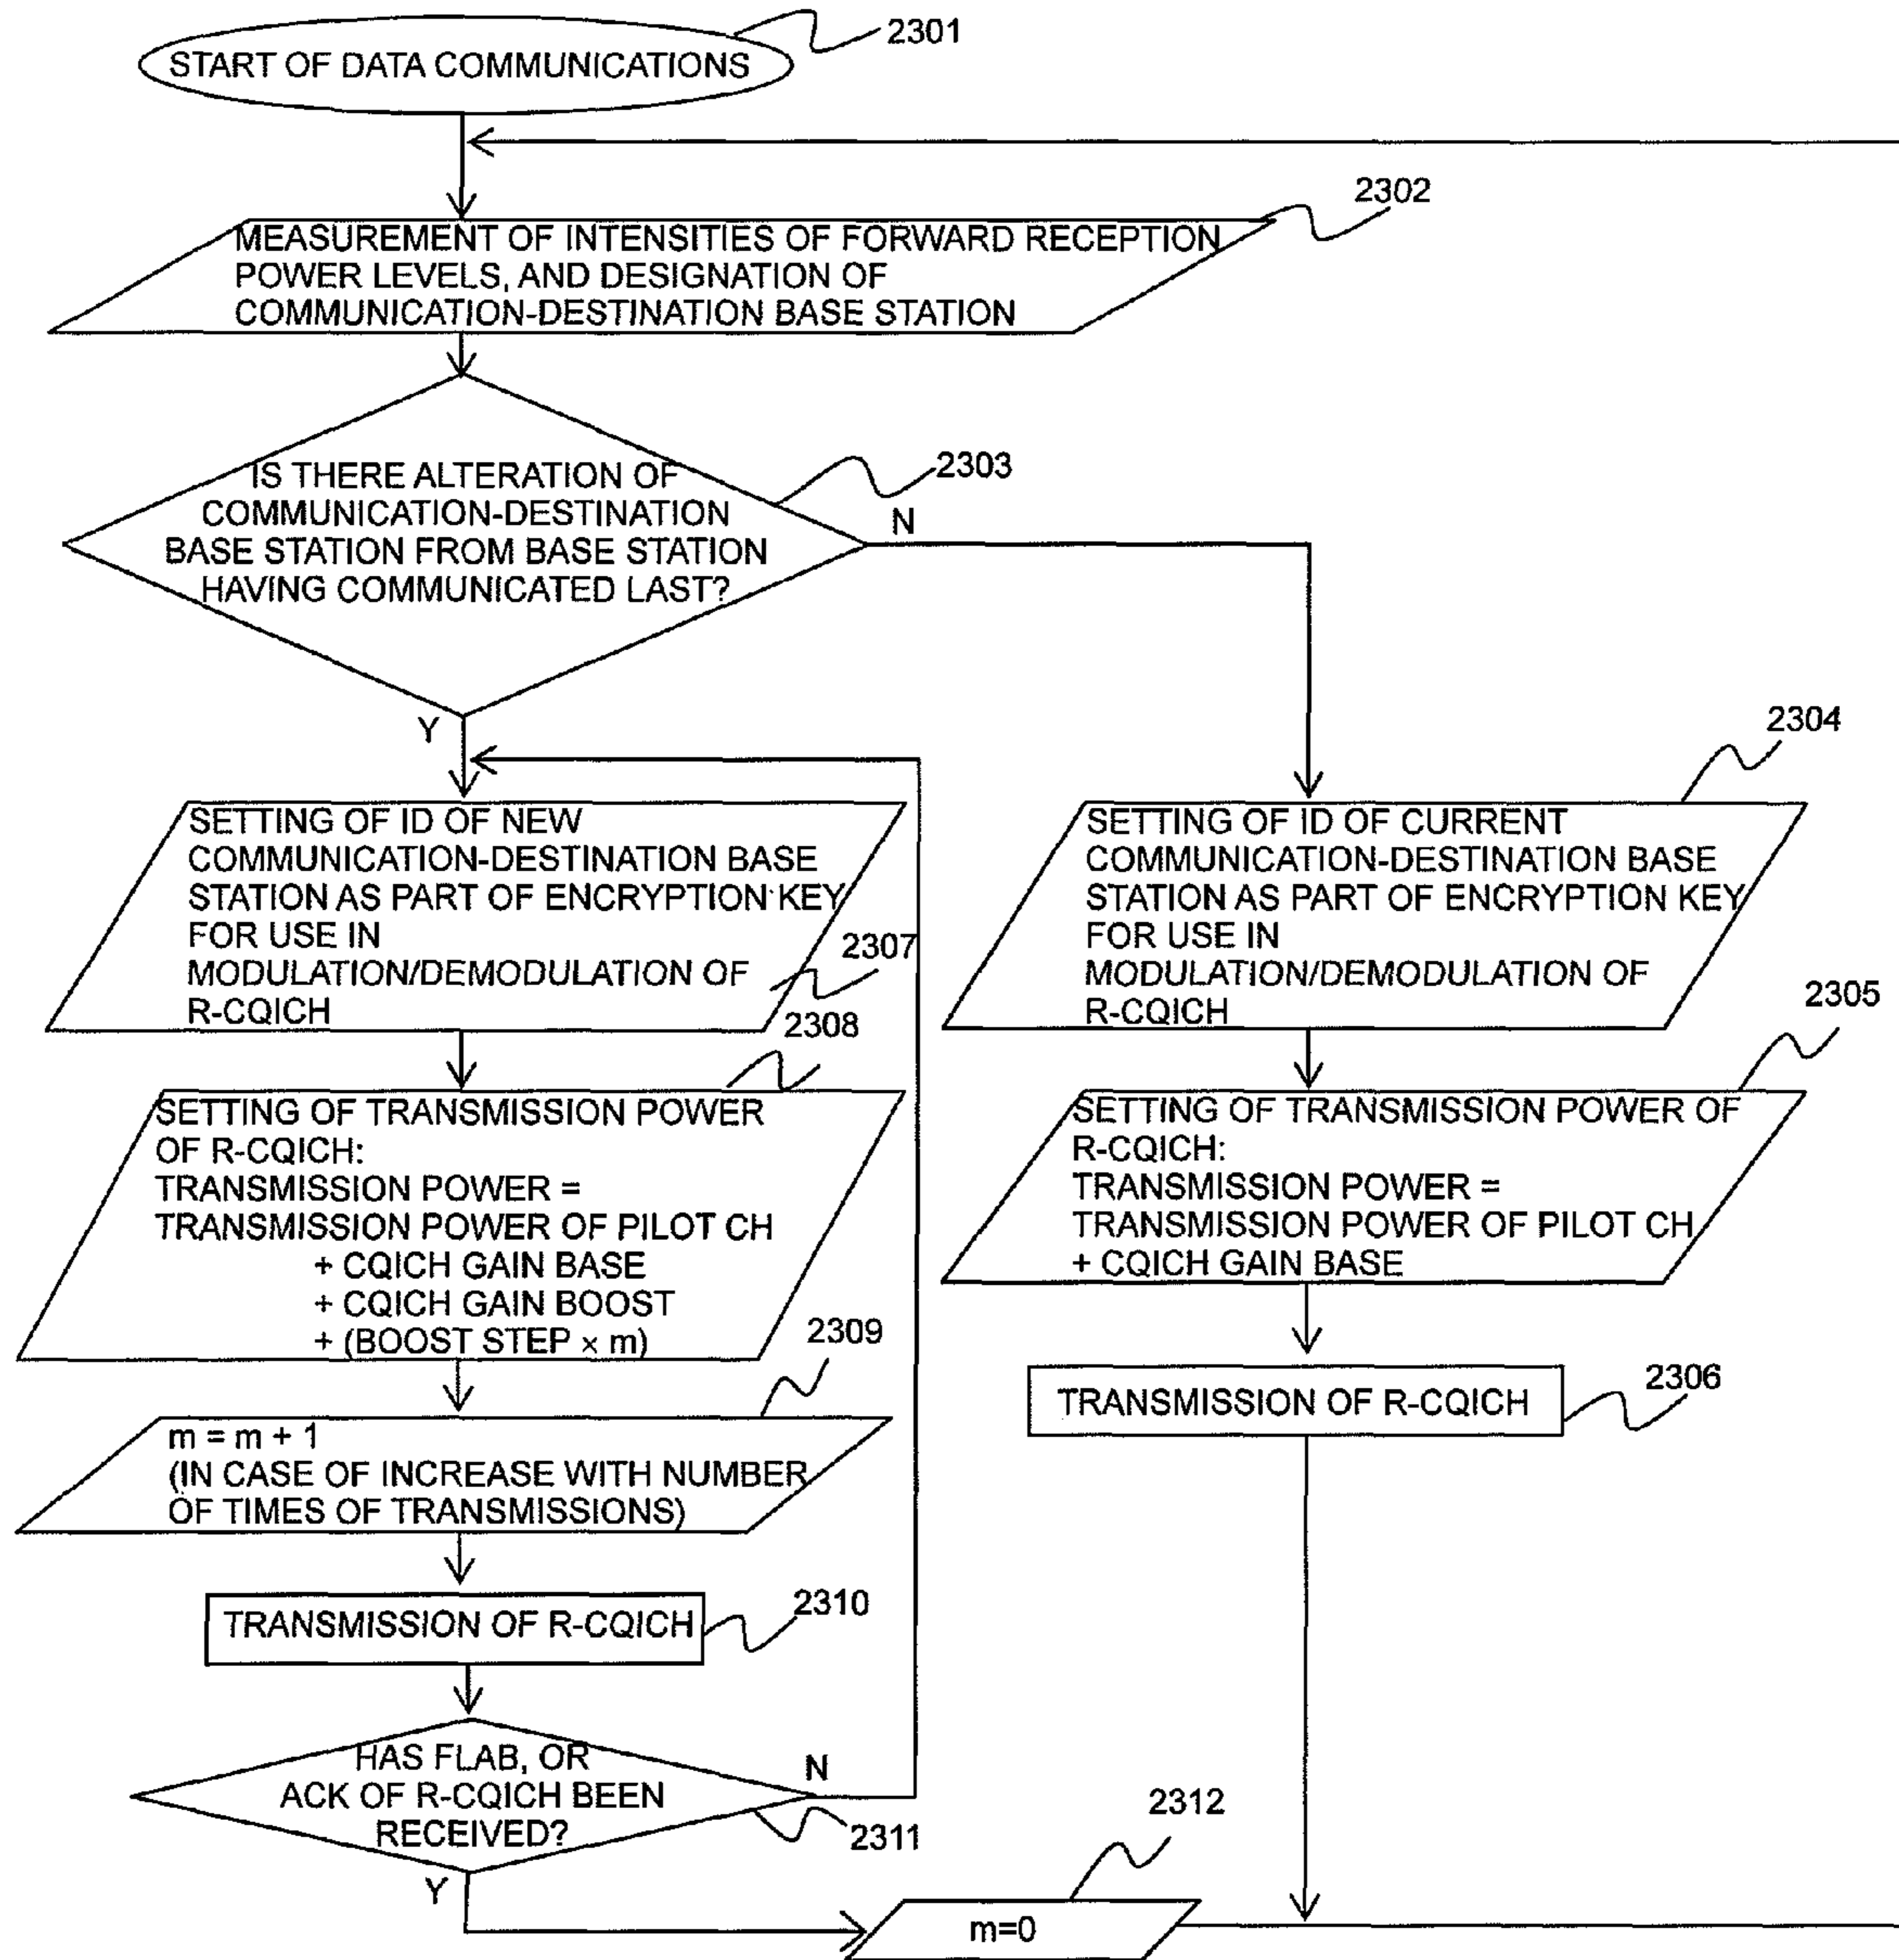 START OF DATA COMMUNICATIONS
2301
2302
MEASUREMENT OF INTENSITIES OF FORWARD RECEPTION
POWER LEVELS, AND DESIGNATION OF
COMMUNICATION-DESTINATION BASE STATION
IS THERE ALTERATION OF
COMMUNICATION-DESTINATION
BASE STATION FROM BASE STATION
HAVING COMMUNICATED LAST?
2303
N
Y
2304
SETTING OF ID OF NEW
COMMUNICATION-DESTINATION BASE
STATION AS PART OF ENCRYPTION KEY
FOR USE IN
MODULATION/DEMODULATION OF
R-CQICH
2307
SETTING OF ID OF CURRENT
COMMUNICATION-DESTINATION BASE
STATION AS PART OF ENCRYPTION KEY
FOR USE IN
MODULATION/DEMODULATION OF
R-CQICH
2308
2305
SETTING OF TRANSMISSION POWER
OF R-CQICH:
TRANSMISSION POWER =
TRANSMISSION POWER OF PILOT CH
+ CQICH GAIN BASE
+ CQICH GAIN BOOST
+ (BOOST STEP × m)
SETTING OF TRANSMISSION POWER OF
R-CQICH:
TRANSMISSION POWER =
TRANSMISSION POWER OF PILOT CH
+ CQICH GAIN BASE
2309
m = m + 1
(IN CASE OF INCREASE WITH NUMBER
OF TIMES OF TRANSMISSIONS)
TRANSMISSION OF R-CQICH
2306
TRANSMISSION OF R-CQICH
2310
HAS FLAB, OR
ACK OF R-CQICH BEEN
RECEIVED?
N
2311
Y
2312
m=0